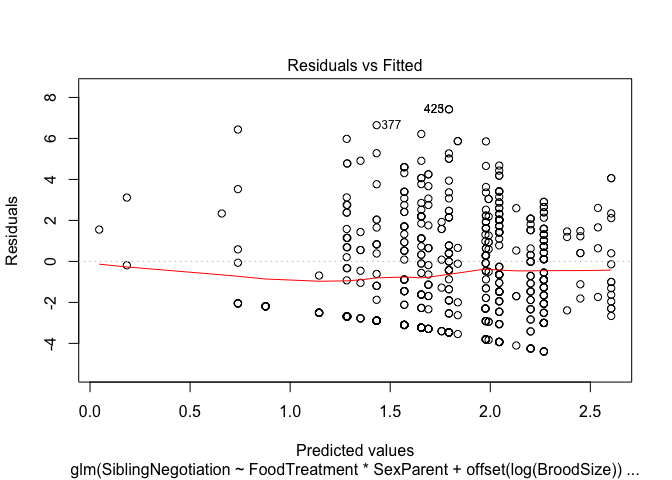 Residuals vs Fitted
Residuals
8
6
4
2
0
-2
-4
423
425
377
0.0 0.5 1.0 1.5 2.0 2.5
Predicted values
glm(SiblingNegotiation ~ FoodTreatment * SexParent + offset(log(BroodSize)) ...